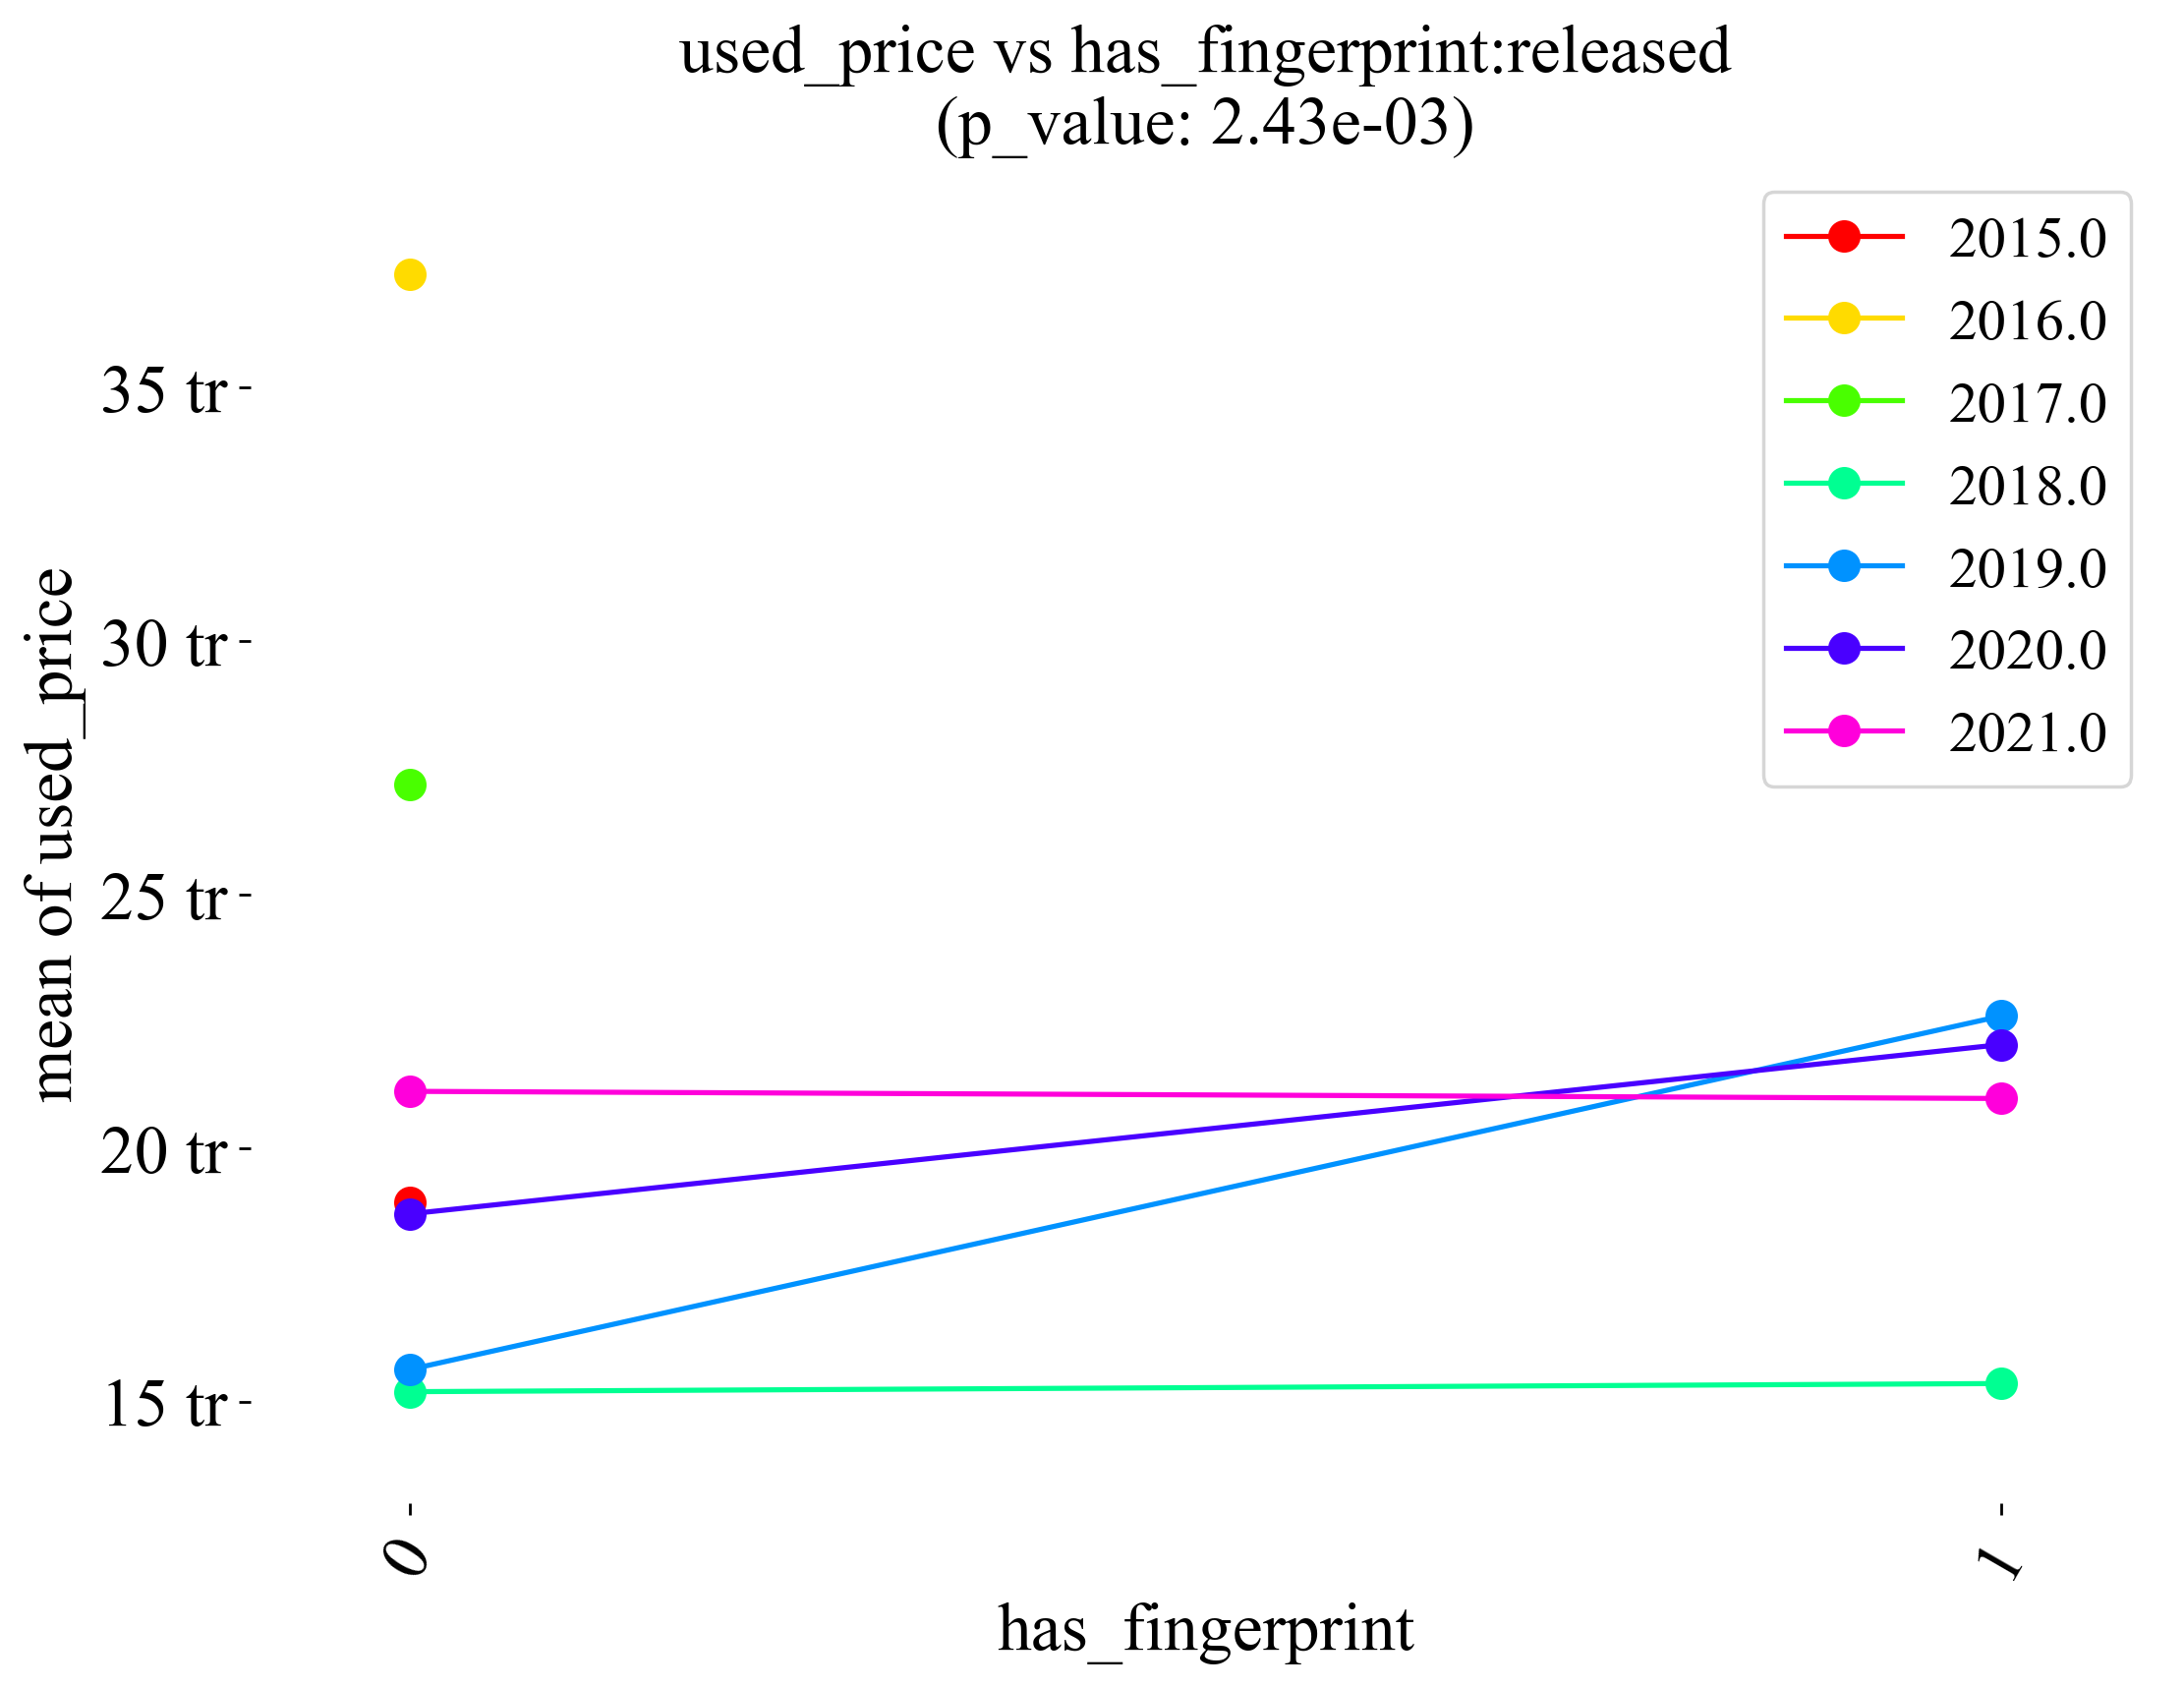 used_price vs has_fingerprint:released
(p_value: 2.43e-03)
2015.0
2016.0
2017.0
2018.0
2019.0
2020.0
2021.0
mean of used_price
35 tr
30 tr
25 tr
20 tr
15 tr
0
1
has_fingerprint